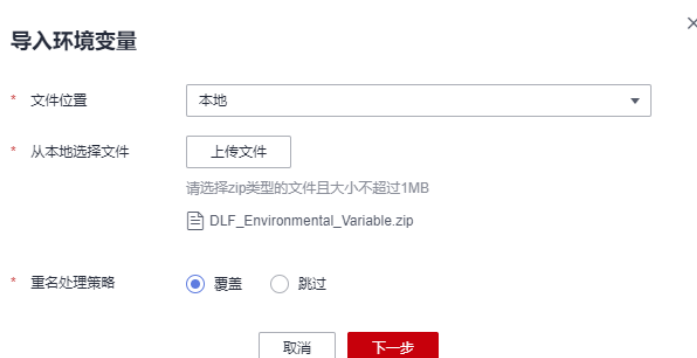 导入环境变量
* 文件位置 本地
* 从本地选择文件 上传文件
请选择zip类型的文件且大小不超过1MB
DLF_Environmental_Variable.zip
* 重名处理策略 覆盖 跳过
取消 下一步